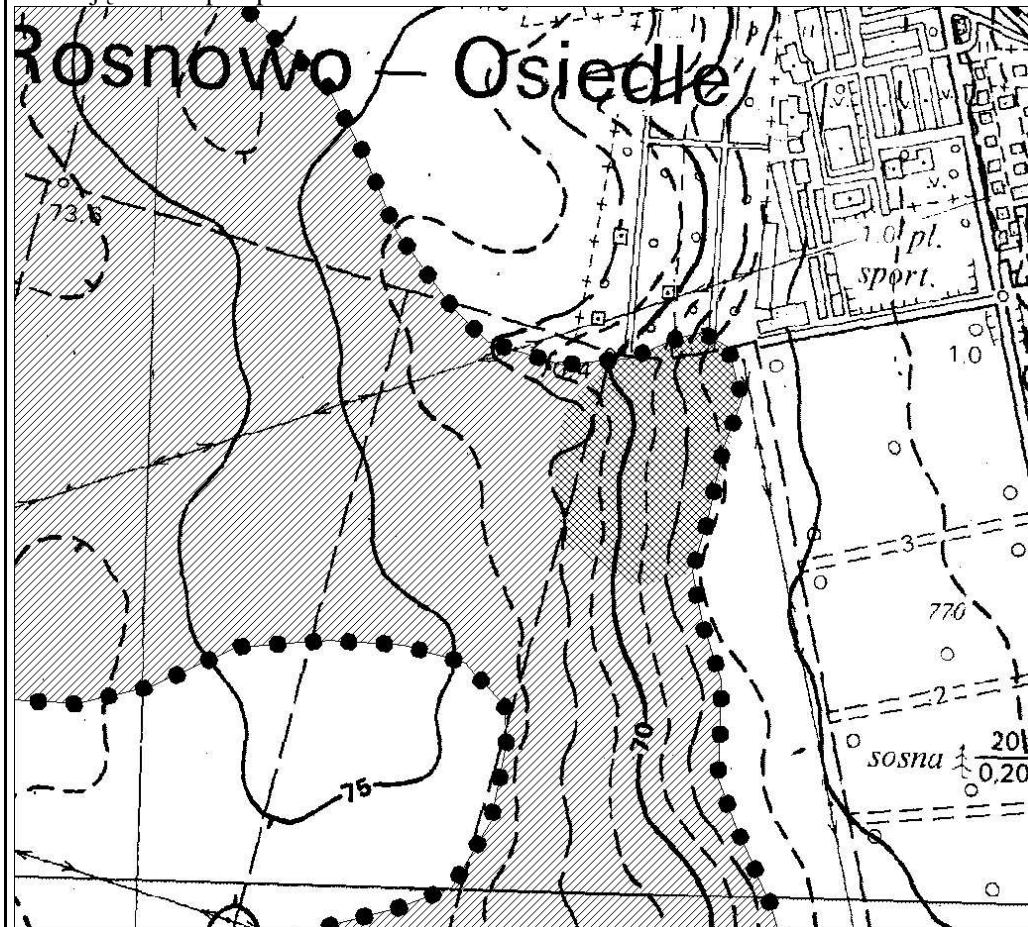 Rosnowo – Osiedle
73,6
v.
v.
v.
v.
1.0 pl.
sport.
1.0
3
770
2
70
sosna 20
0,20
75